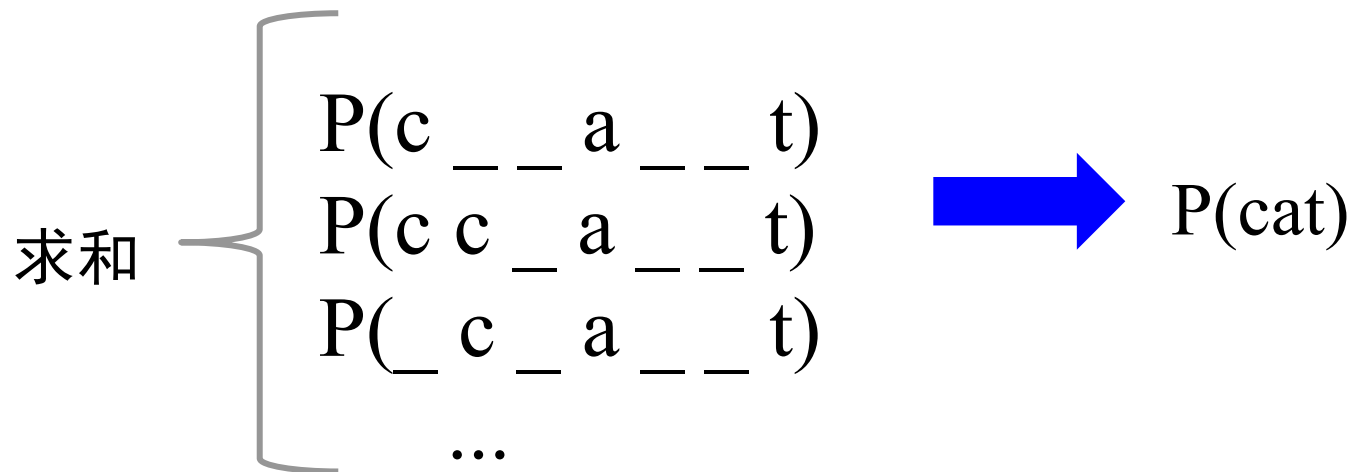 求和
P(c _ _ a _ _ t)
P(c c _ a _ _ t)
P(_ c _ a _ _ t)
...
P(cat)